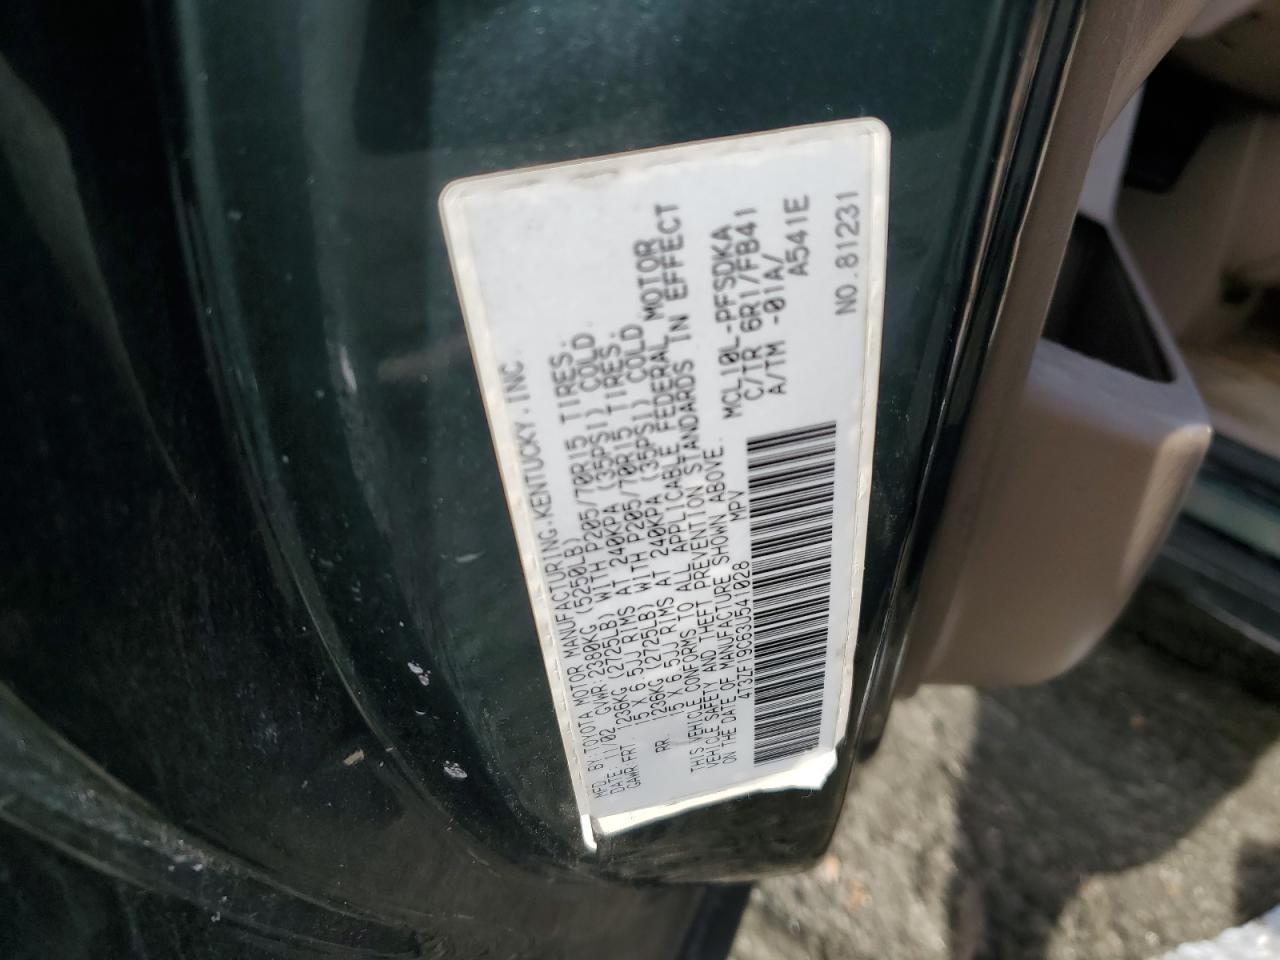 MFD. BY:TOYOTA MOTOR MANUFACTURING.KENTUCKY.INC.
DATE: 11/02 GVWR:2380KG (5250LB)
GAWR FRT 1236KG (2725LB) WITH P205/70R15 TIRES.
15 X 6.5JJ RIMS AT 240KPA (35PSI) COLD.
RR. 1236KG (2725LB) WITH P205/70R15 TIRES.
15 X 6.5JJ RIMS AT 240KPA (35PSI) COLD
THIS VEHICLE CONFORMS TO ALL APPLICABLE FEDERAL MOTOR
VEHICLE SAFETY AND THEFT PREVENTION STANDARDS IN EFFECT
ON THE DATE OF MANUFACTURE SHOWN ABOVE.
4T3ZF19C63U541028 MPV
MCL10L-PFSDKA
C/TR 6R1/FB41
A/TM -01A/
A541E
NO.81231